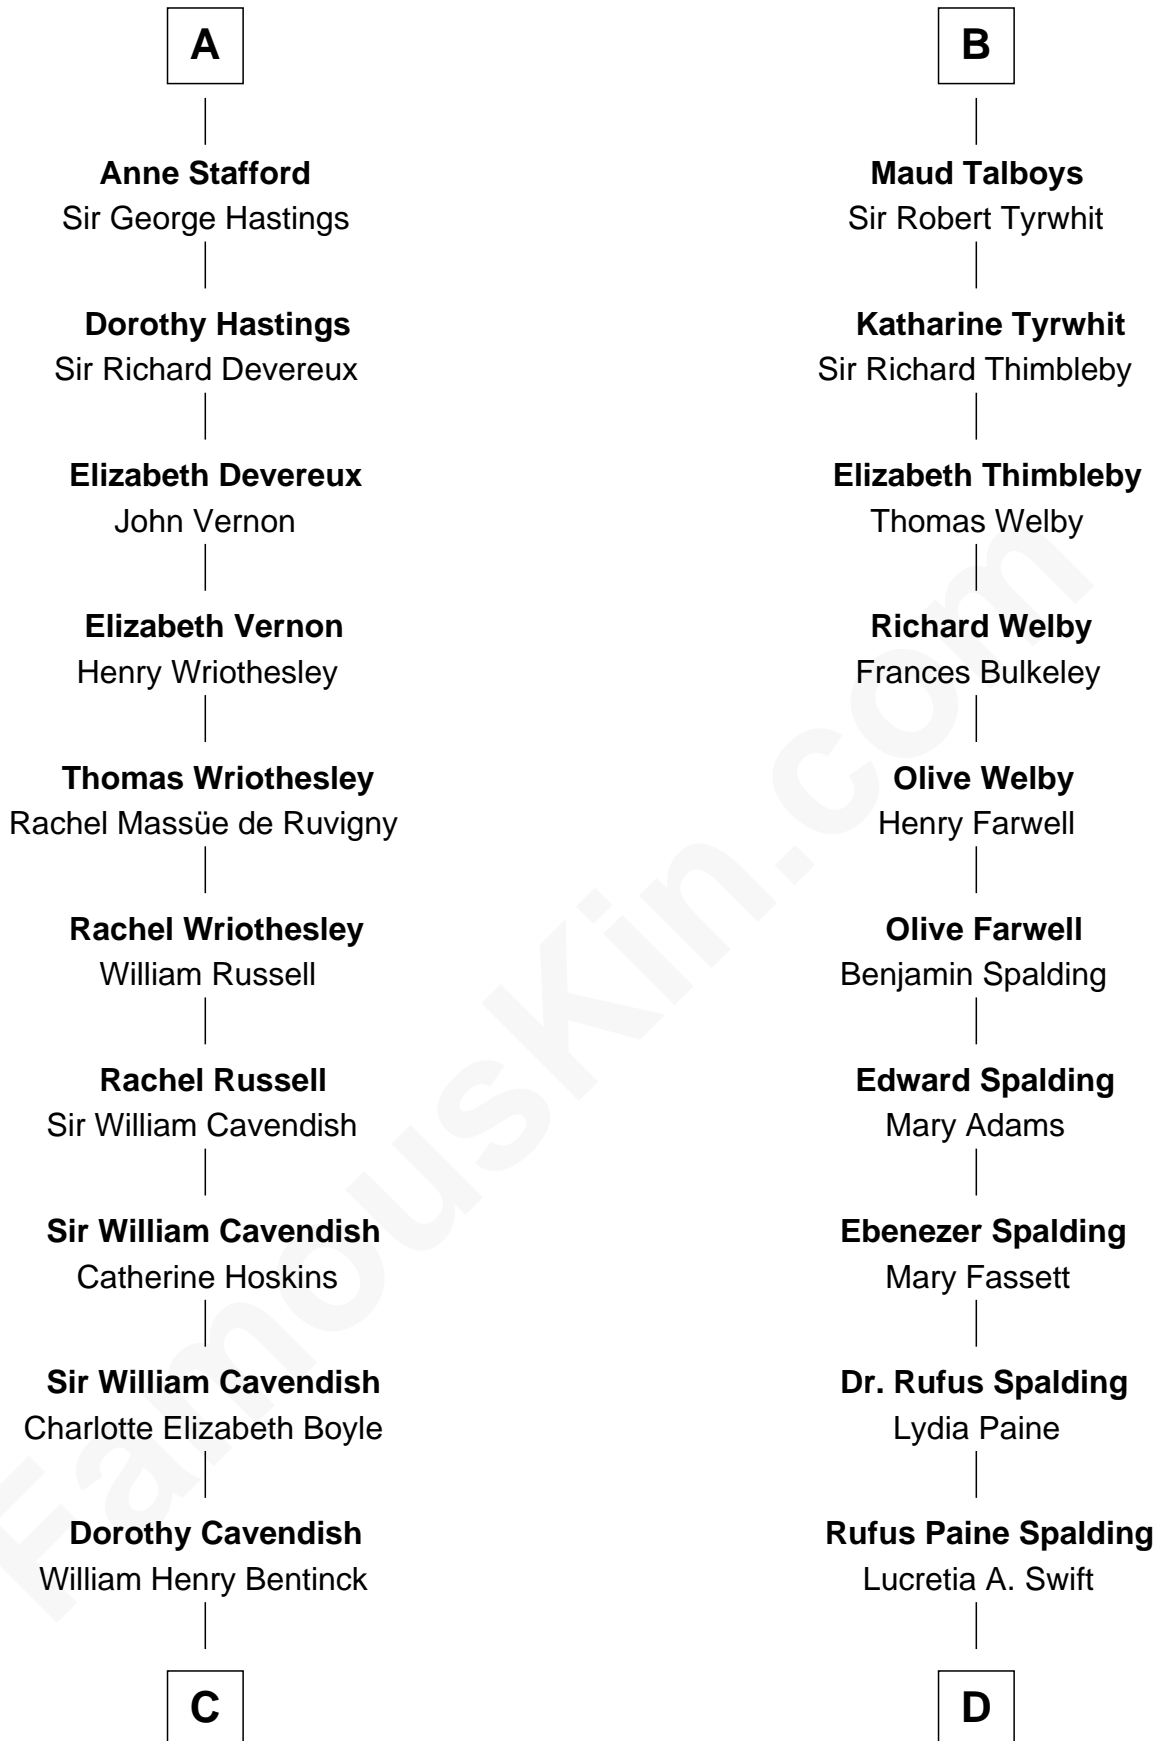 A
Anne Stafford
Sir George Hastings
Dorothy Hastings
Sir Richard Devereux
Elizabeth Devereux
John Vernon
Elizabeth Vernon
Henry Wriothesley
Thomas Wriothesley
Rachel Massüe de Ruvigny
Rachel Wriothesley
William Russell
Rachel Russell
Sir William Cavendish
Sir William Cavendish
Catherine Hoskins
Sir William Cavendish
Charlotte Elizabeth Boyle
Dorothy Cavendish
William Henry Bentinck
C
B
Maud Talboys
Sir Robert Tyrwhit
Katharine Tyrwhit
Sir Richard Thimbleby
Elizabeth Thimbleby
Thomas Welby
Richard Welby
Frances Bulkeley
Olive Welby
Henry Farwell
Olive Farwell
Benjamin Spalding
Edward Spalding
Mary Adams
Ebenezer Spalding
Mary Fassett
Dr. Rufus Spalding
Lydia Paine
Rufus Paine Spalding
Lucretia A. Swift
D
FamousKin.com